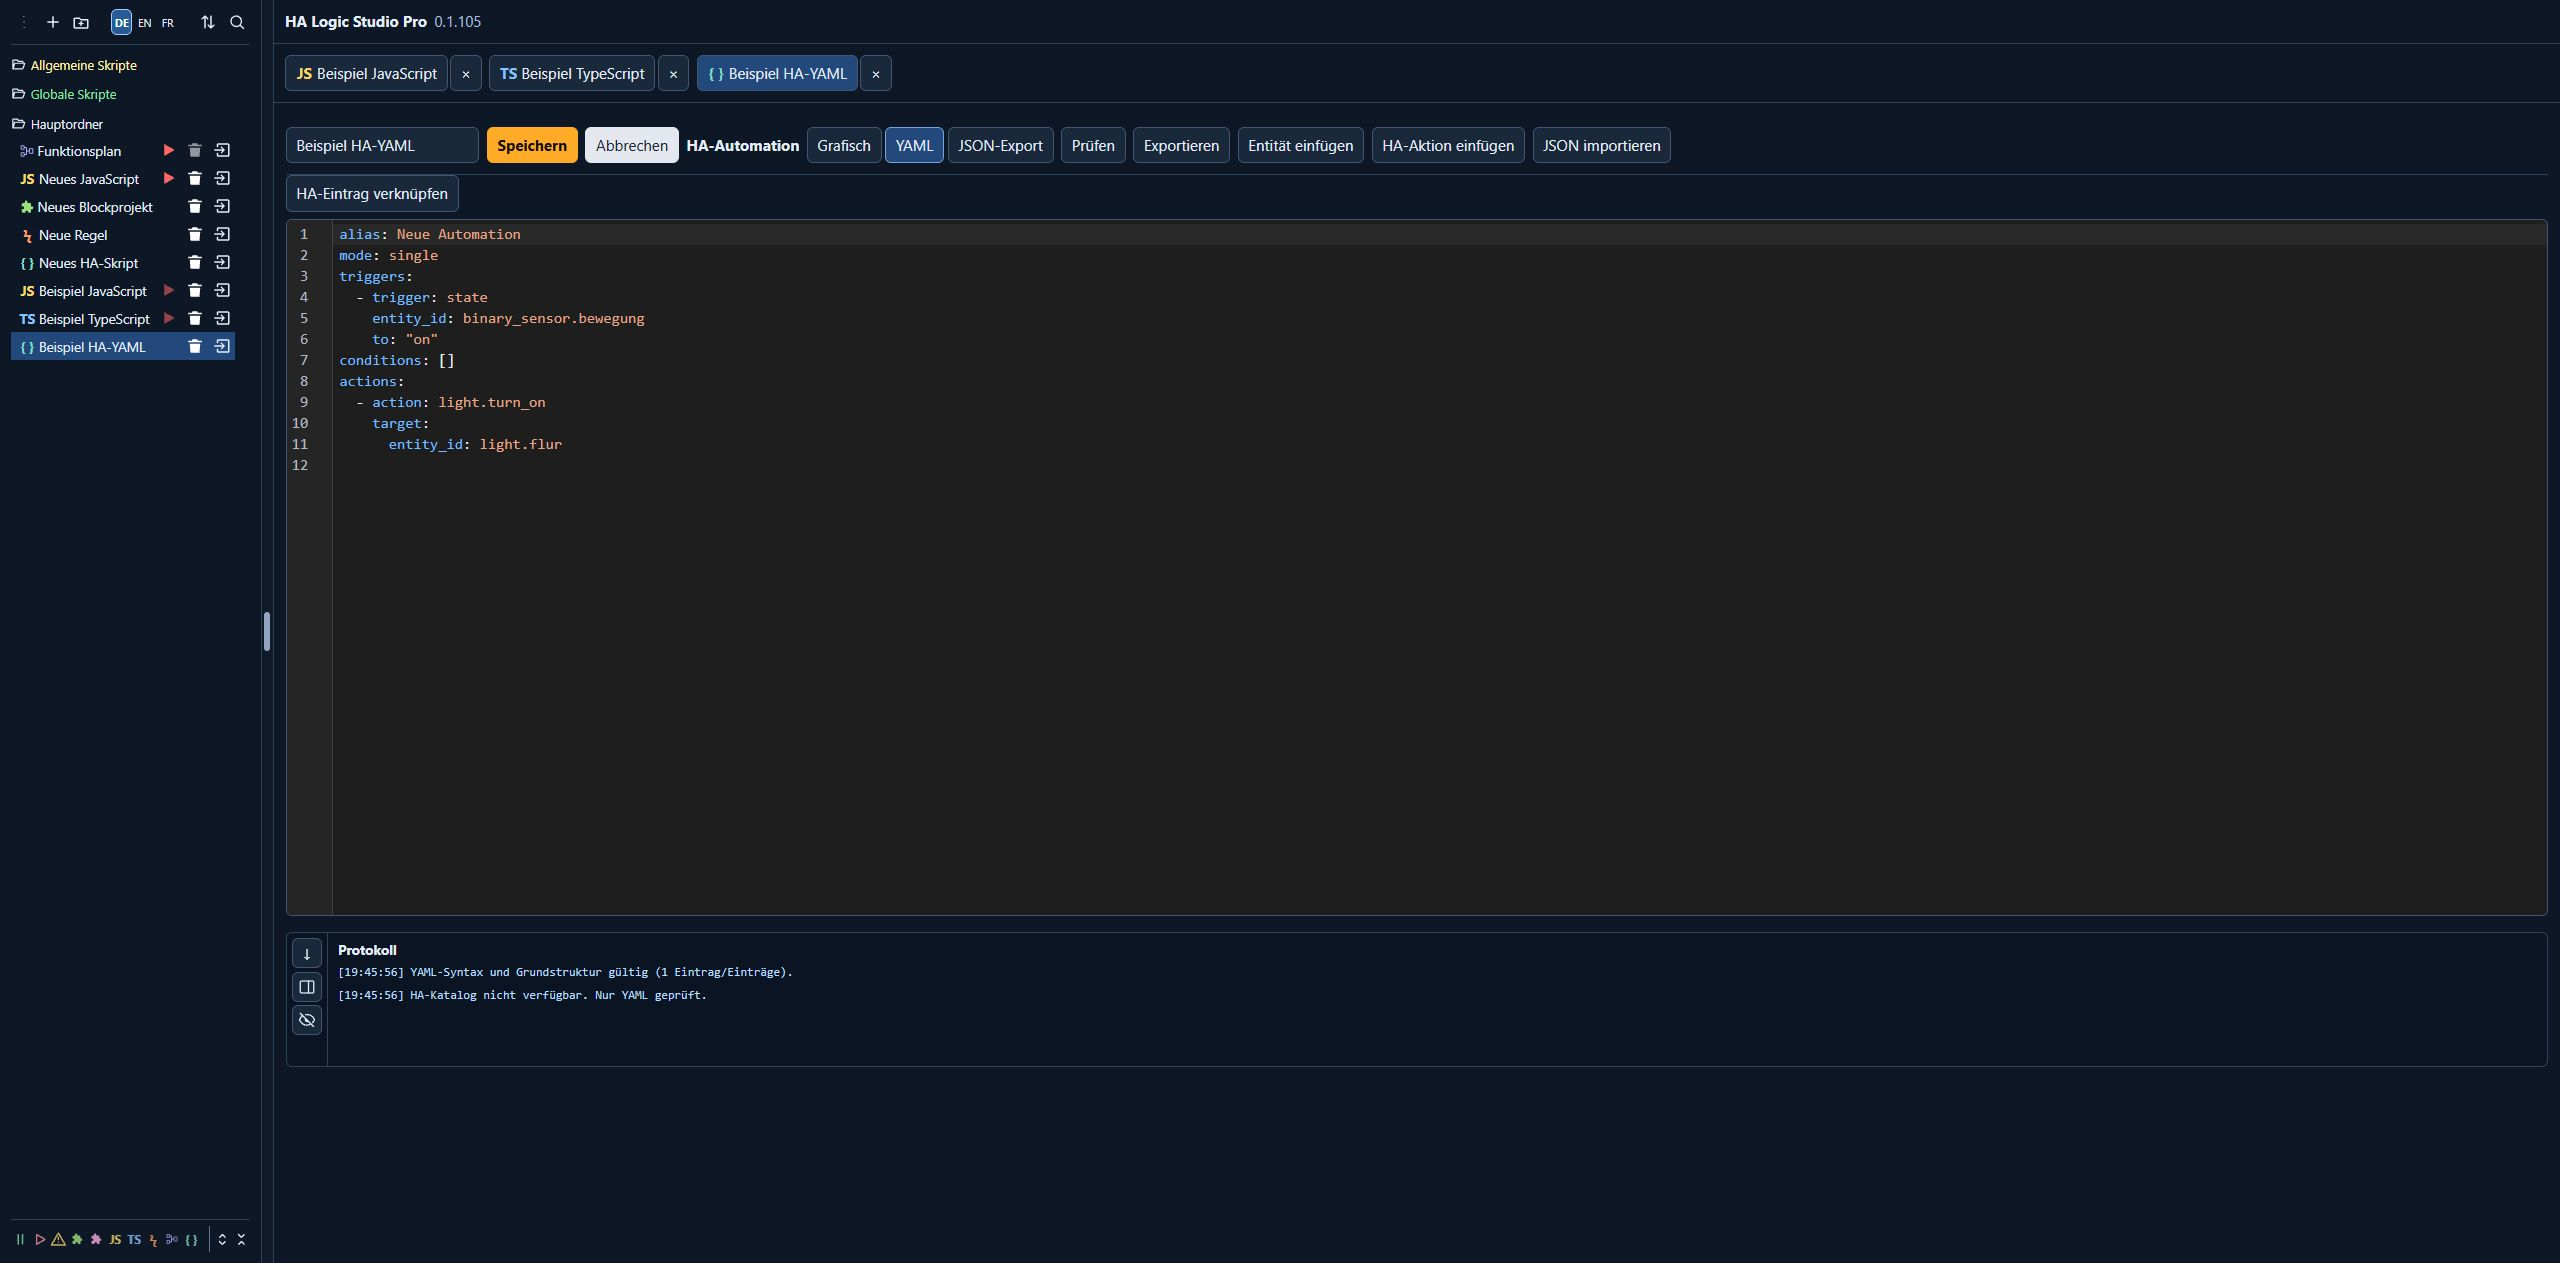 DE EN FR
HA Logic Studio Pro 0.1.105
Allgemeine Skripte
Globale Skripte
Hauptordner
Funktionsplan
JS Neues JavaScript
Neues Blockprojekt
Neue Regel
{ } Neues HA-Skript
JS Beispiel JavaScript
TS Beispiel TypeScript
{ } Beispiel HA-YAML
JS TS { }
JS Beispiel JavaScript × TS Beispiel TypeScript × { } Beispiel HA-YAML ×
Beispiel HA-YAML Speichern Abbrechen HA-Automation Grafisch YAML JSON-Export Prüfen Exportieren Entität einfügen HA-Aktion einfügen JSON importieren
HA-Eintrag verknüpfen
1 alias: Neue Automation
2 mode: single
3 triggers:
4   - trigger: state
5     entity_id: binary_sensor.bewegung
6     to: "on"
7 conditions: []
8 actions:
9   - action: light.turn_on
10     target:
11       entity_id: light.flur
12
Protokoll
[19:45:56] YAML-Syntax und Grundstruktur gültig (1 Eintrag/Einträge).
[19:45:56] HA-Katalog nicht verfügbar. Nur YAML geprüft.